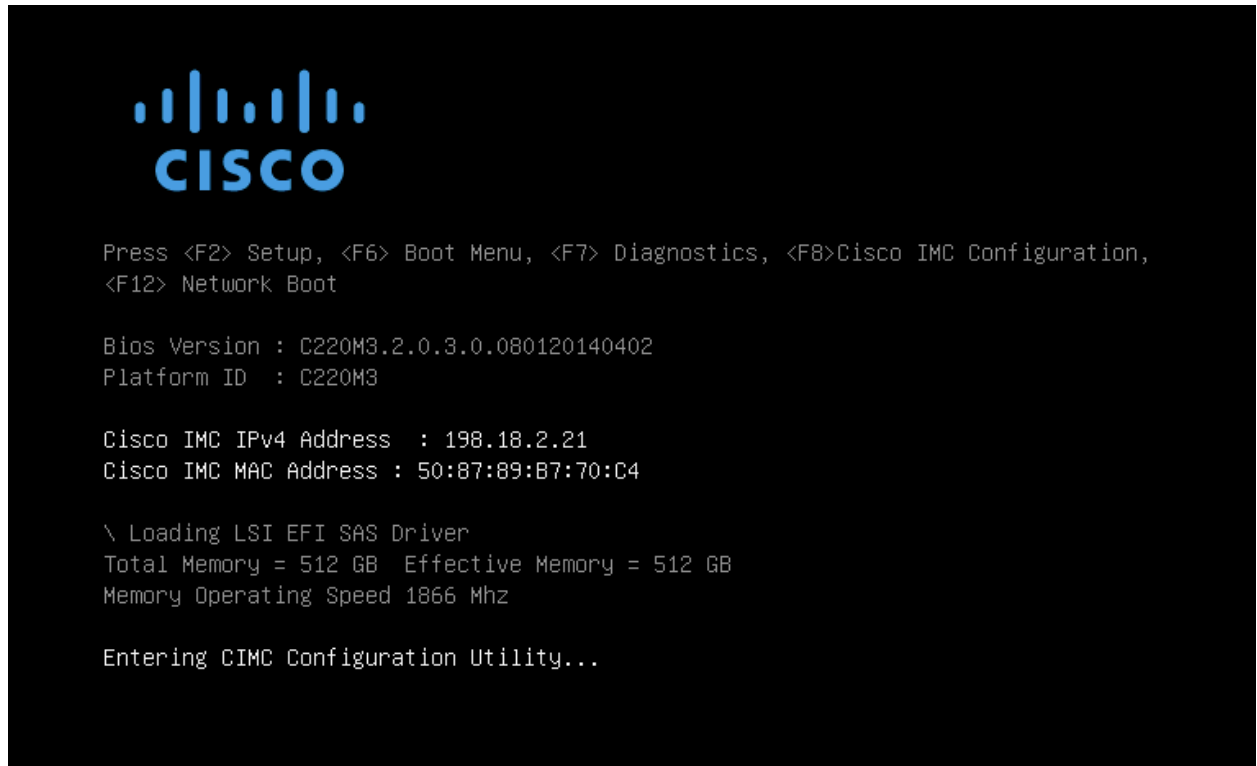 CISCO
Press <F2> Setup, <F6> Boot Menu, <F7> Diagnostics, <F8>Cisco IMC Configuration,
<F12> Network Boot
Bios Version : C220M3.2.0.3.0.080120140402
Platform ID  : C220M3
Cisco IMC IPv4 Address  : 198.18.2.21
Cisco IMC MAC Address : 50:87:89:B7:70:C4
\ Loading LSI EFI SAS Driver
Total Memory = 512 GB  Effective Memory = 512 GB
Memory Operating Speed 1866 Mhz
Entering CIMC Configuration Utility...